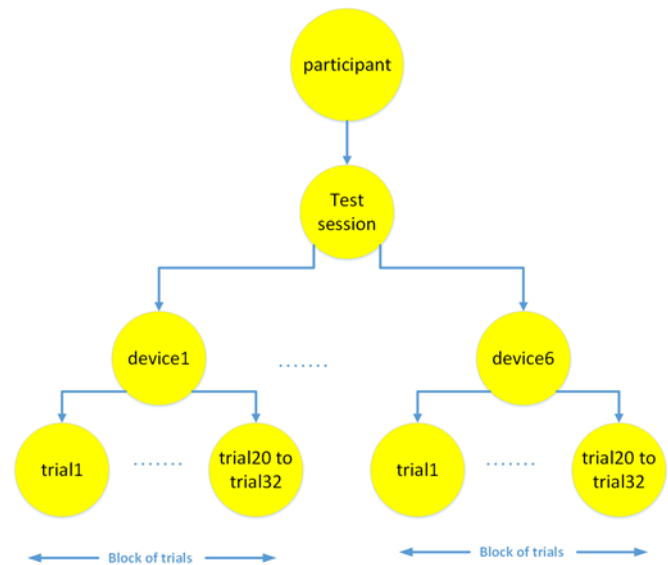 participant
Test
session
device1
.......
device6
trial1
.......
trial20 to
trial32
trial1
.......
trial20 to
trial32
Block of trials
Block of trials